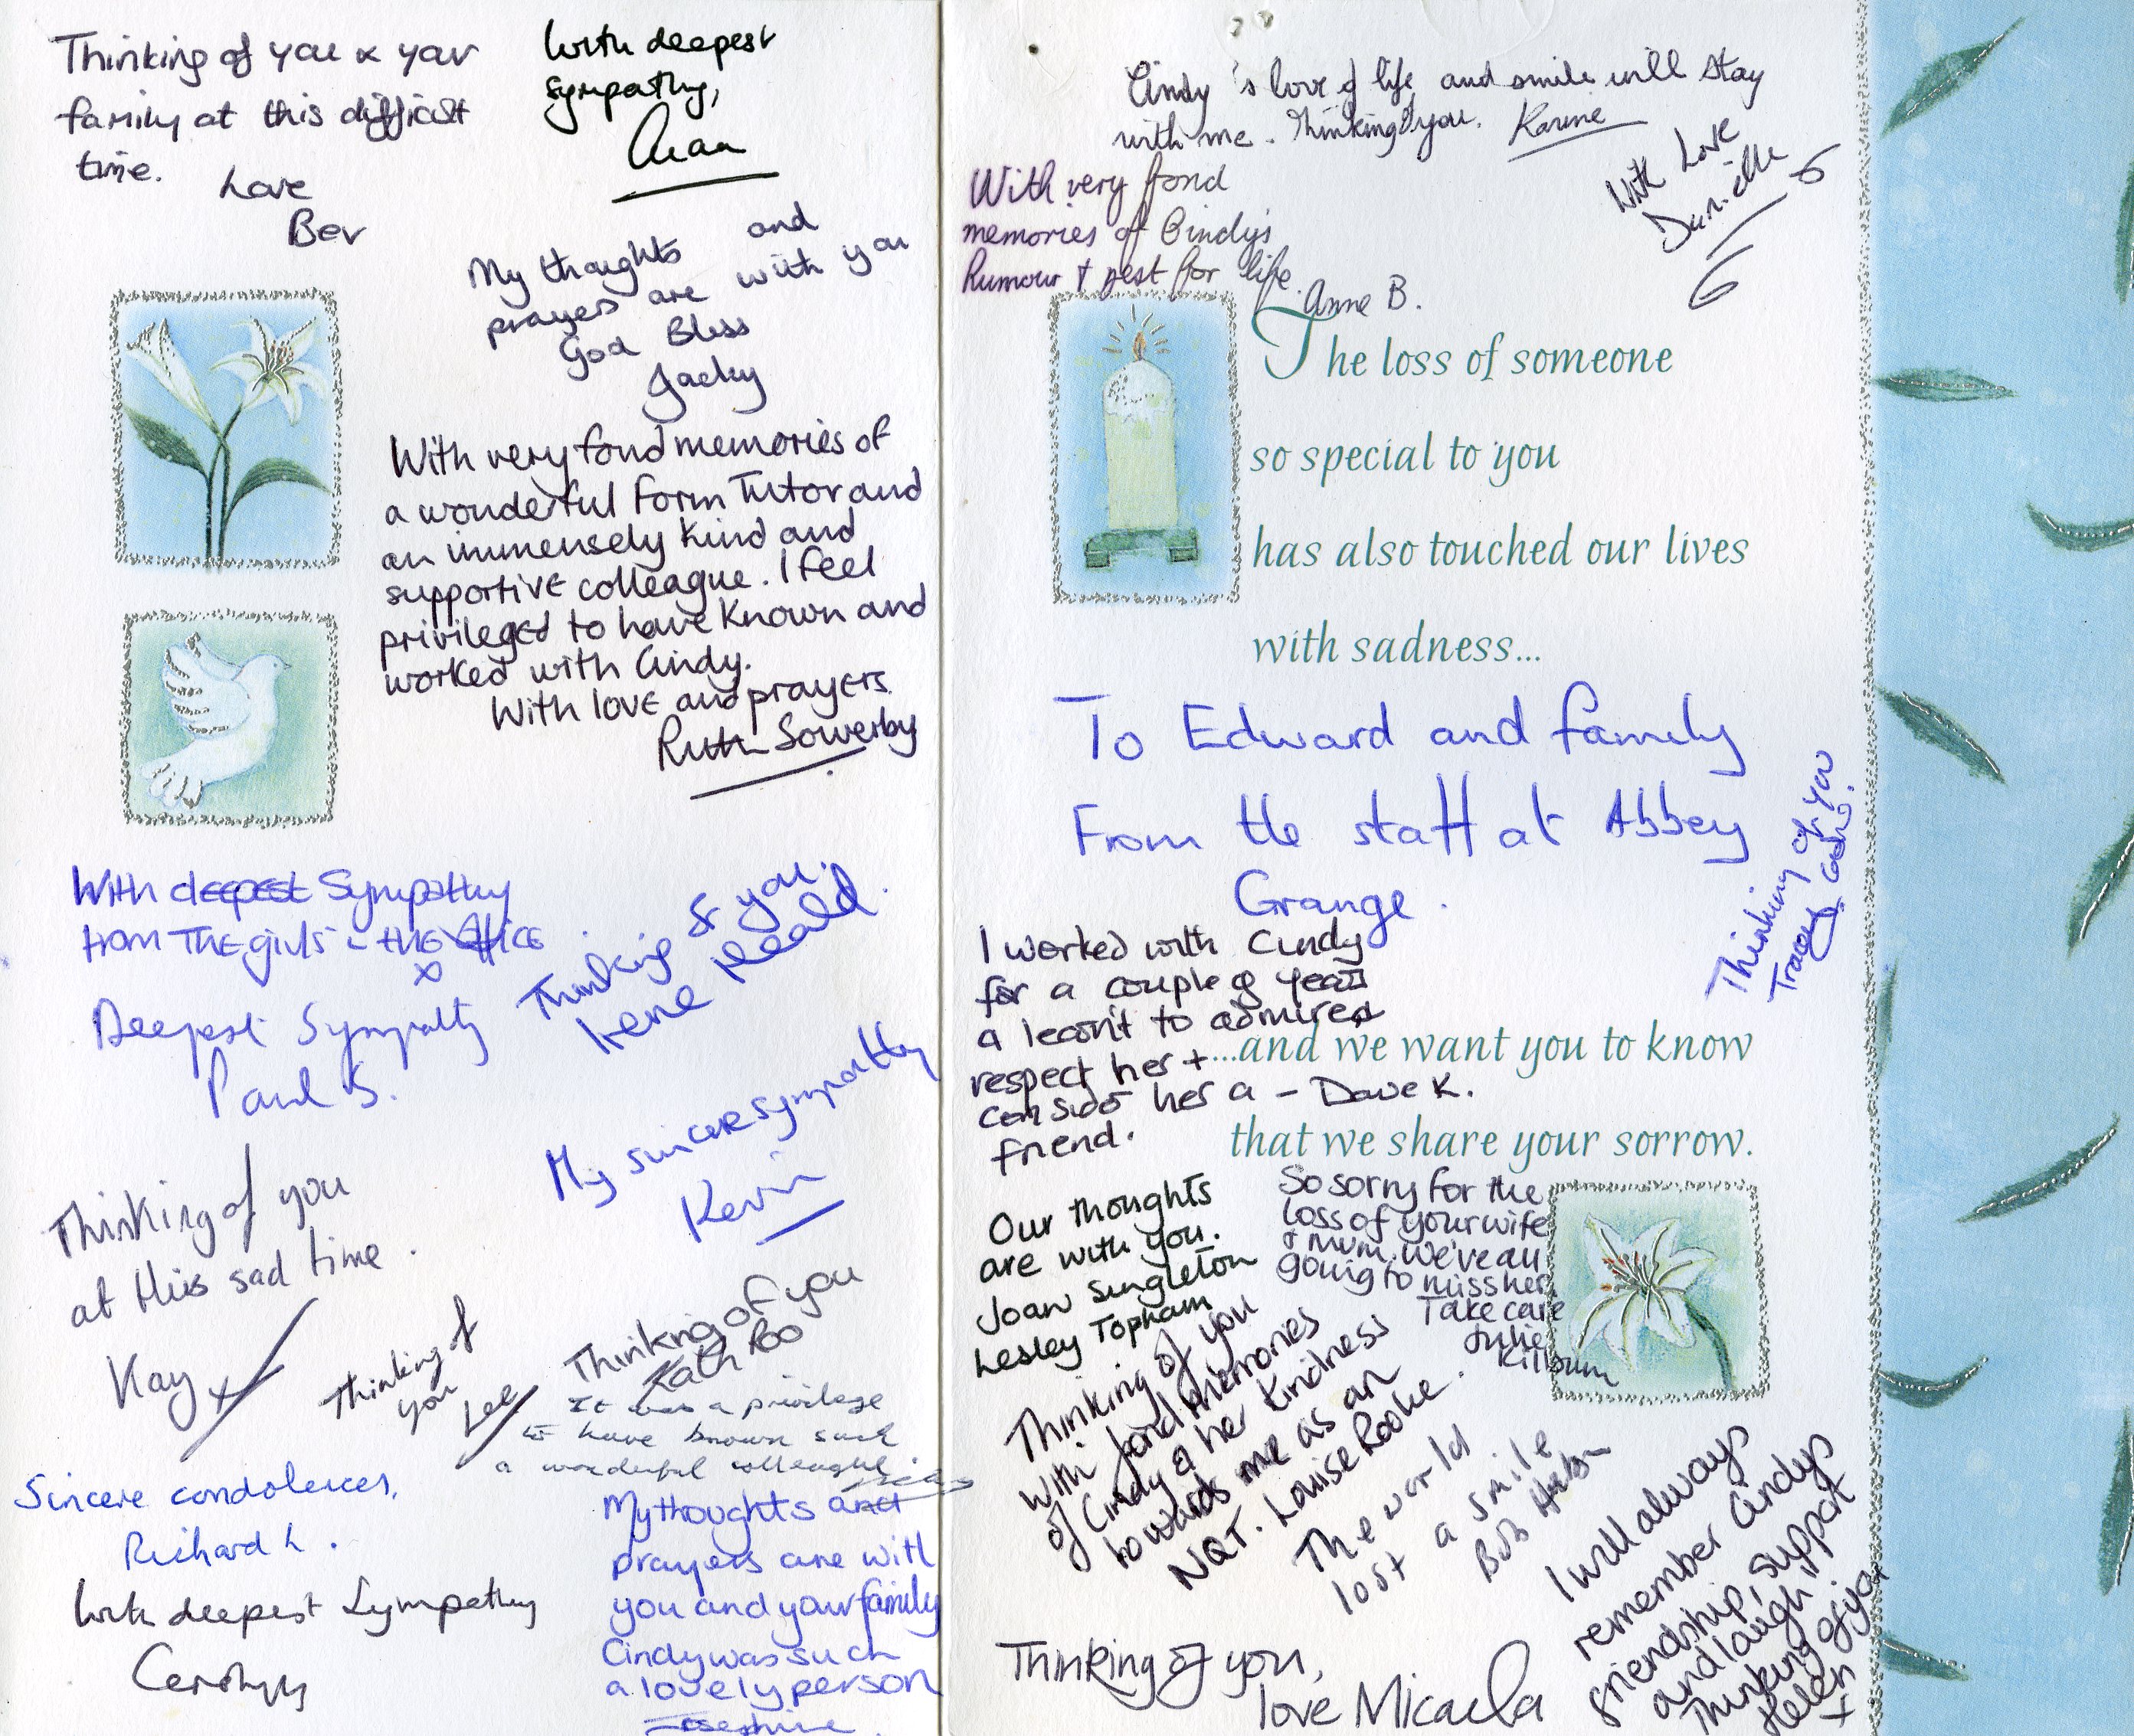 Thinking of you & your
family at this difficult
time.
Love
Bev
With deepest
sympathy,
My thoughts and
prayers are with you
God Bless
Jacky
With very fond memories of
a wonderful Form Tutor and
an immensely kind and
supportive colleague. I feel
privileged to have known and
worked with Cindy.
With love and prayers
Ruth Sowerby
With deepest Sympathy
from The girls in the office
x
Thinking of you.
Irene Heald.
Deepest Sympathy
Paul S.
My sincere sympathy
Kevin
Thinking of you
at this sad time.
Kay x
Thinking of
you Lee
Thinking of you
Kath Roo
It was a privilege
to have known such
a wonderful colleague
Sincere condolences,
Richard L.
With deepest Sympathy
Carolyn
My thoughts and
prayers are with
you and your family
Cindy was such
a lovely person
Cindy's love of life and smile will stay
with me. Thinking of you. Karine
With Love
Danielle
With very fond
memories of Cindy's
humour + zest for life.
Anne B.
The loss of someone
so special to you
has also touched our lives
with sadness...
To Edward and family
From the staff at Abbey
Grange.
Thinking of you
Tracey
I worked with Cindy
for a couple of years
a learnt to admire &
respect her +
consider her a – Dave K.
friend.
...and we want you to know
that we share your sorrow.
Our thoughts
are with you.
Joan Singleton
Lesley Topham
So sorry for the
loss of your wife
& mum. We've all
going to miss her.
Take care
Julie
Kilburn
Thinking of you
with fond memories
of Cindy & her kindness
towards me as an
NQT. Louise Rooke.
The world
lost a smile
Bob
I will always
remember Cindys
friendship, support
and laugh
Thinking of you
Helen
x
Thinking of you,
love Micaela